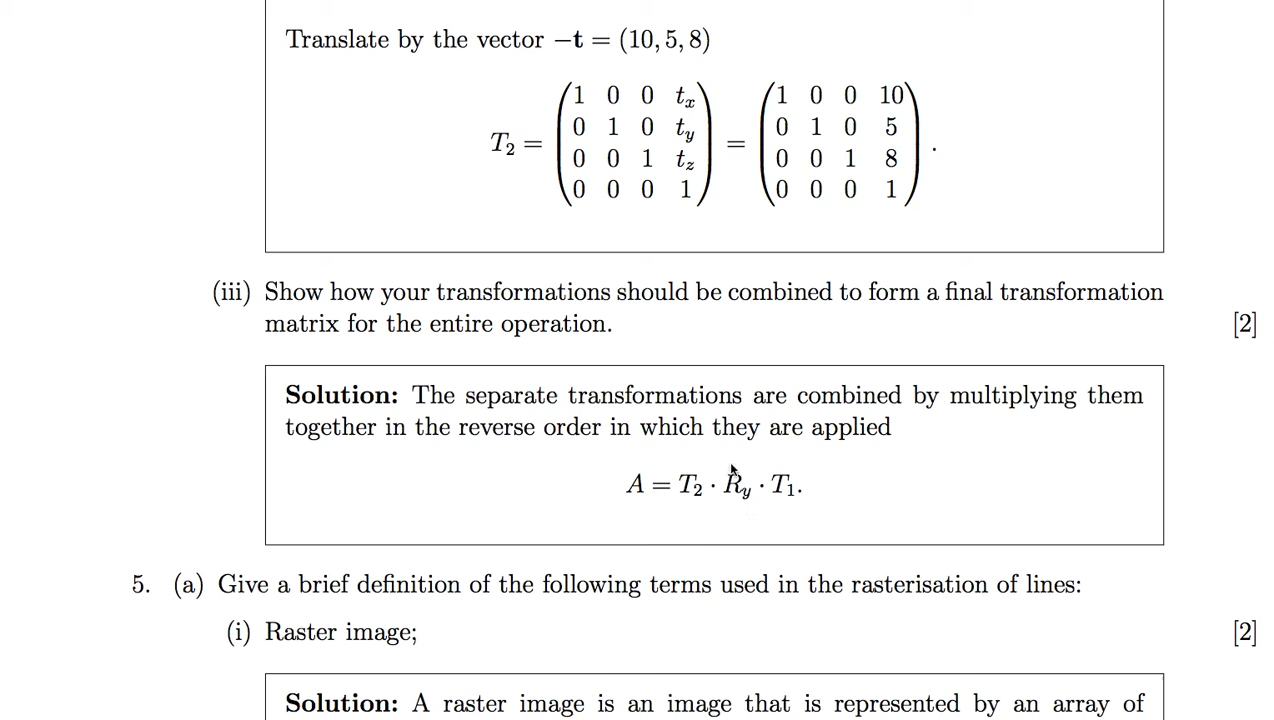 Translate by the vector −t = (10, 5, 8)
T₂ = (1 0 0 tₓ; 0 1 0 t_y; 0 0 1 t_z; 0 0 0 1) = (1 0 0 10; 0 1 0 5; 0 0 1 8; 0 0 0 1).
(iii) Show how your transformations should be combined to form a final transformation
matrix for the entire operation. [2]
Solution: The separate transformations are combined by multiplying them
together in the reverse order in which they are applied
A = T₂ · R_y · T₁.
5. (a) Give a brief definition of the following terms used in the rasterisation of lines:
(i) Raster image; [2]
Solution: A raster image is an image that is represented by an array of